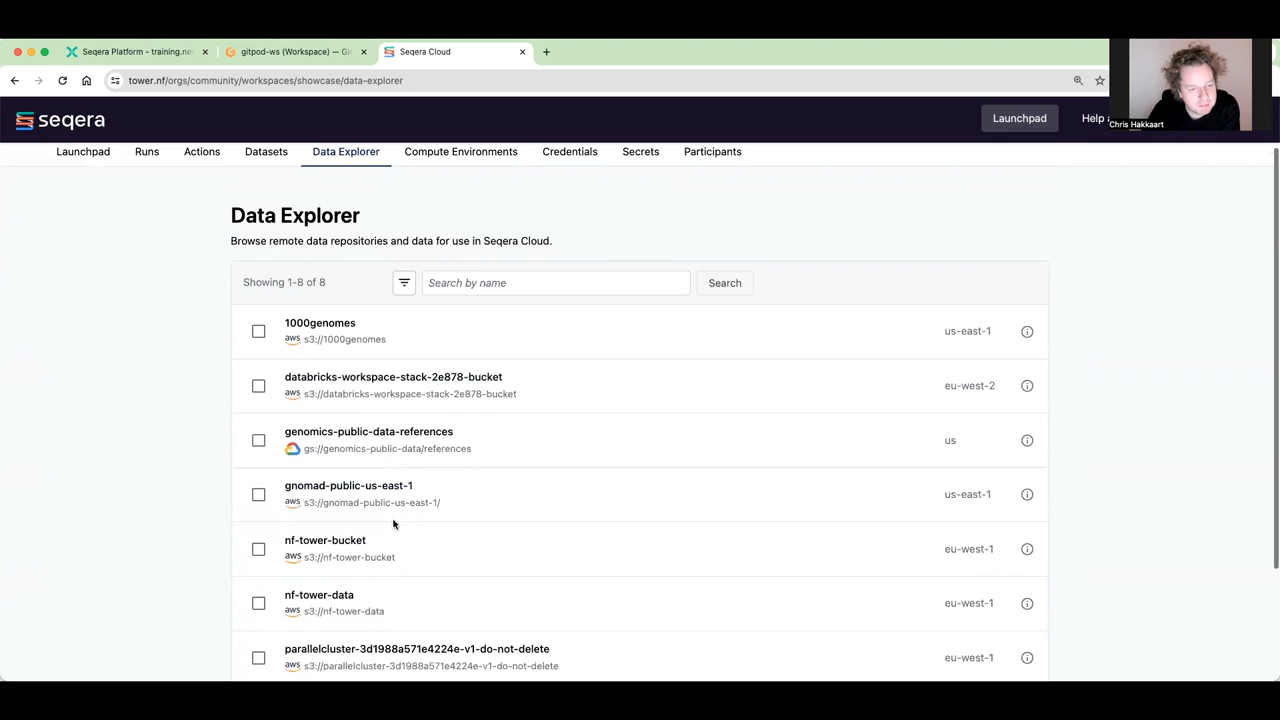 Seqera Platform - training.ne
gitpod-ws (Workspace) — Gi
Seqera Cloud
tower.nf/orgs/community/workspaces/showcase/data-explorer
Chris Hakkaart
seqera
Launchpad
Help
Launchpad
Runs
Actions
Datasets
Data Explorer
Compute Environments
Credentials
Secrets
Participants
Data Explorer
Browse remote data repositories and data for use in Seqera Cloud.
Showing 1-8 of 8
Search by name
Search
1000genomes
us-east-1
aws s3://1000genomes
databricks-workspace-stack-2e878-bucket
eu-west-2
aws s3://databricks-workspace-stack-2e878-bucket
genomics-public-data-references
us
gs://genomics-public-data/references
gnomad-public-us-east-1
us-east-1
aws s3://gnomad-public-us-east-1/
nf-tower-bucket
eu-west-1
aws s3://nf-tower-bucket
nf-tower-data
eu-west-1
aws s3://nf-tower-data
parallelcluster-3d1988a571e4224e-v1-do-not-delete
eu-west-1
aws s3://parallelcluster-3d1988a571e4224e-v1-do-not-delete